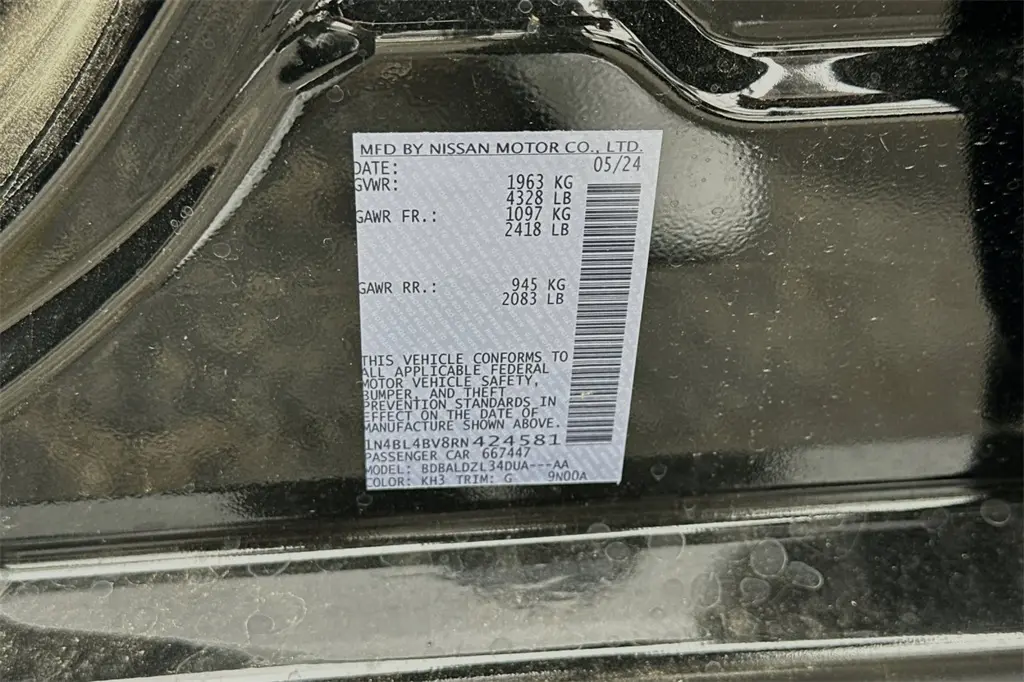 MFD BY NISSAN MOTOR CO., LTD.
DATE: 05/24
GVWR: 1963 KG
4328 LB
GAWR FR.: 1097 KG
2418 LB
GAWR RR.: 945 KG
2083 LB
THIS VEHICLE CONFORMS TO
ALL APPLICABLE FEDERAL
MOTOR VEHICLE SAFETY,
BUMPER, AND THEFT
PREVENTION STANDARDS IN
EFFECT ON THE DATE OF
MANUFACTURE SHOWN ABOVE.
1N4BL4BV8RN424581
PASSENGER CAR 667447
MODEL: BDBALDZL34DUA---AA
COLOR: KH3 TRIM: G 9N00A